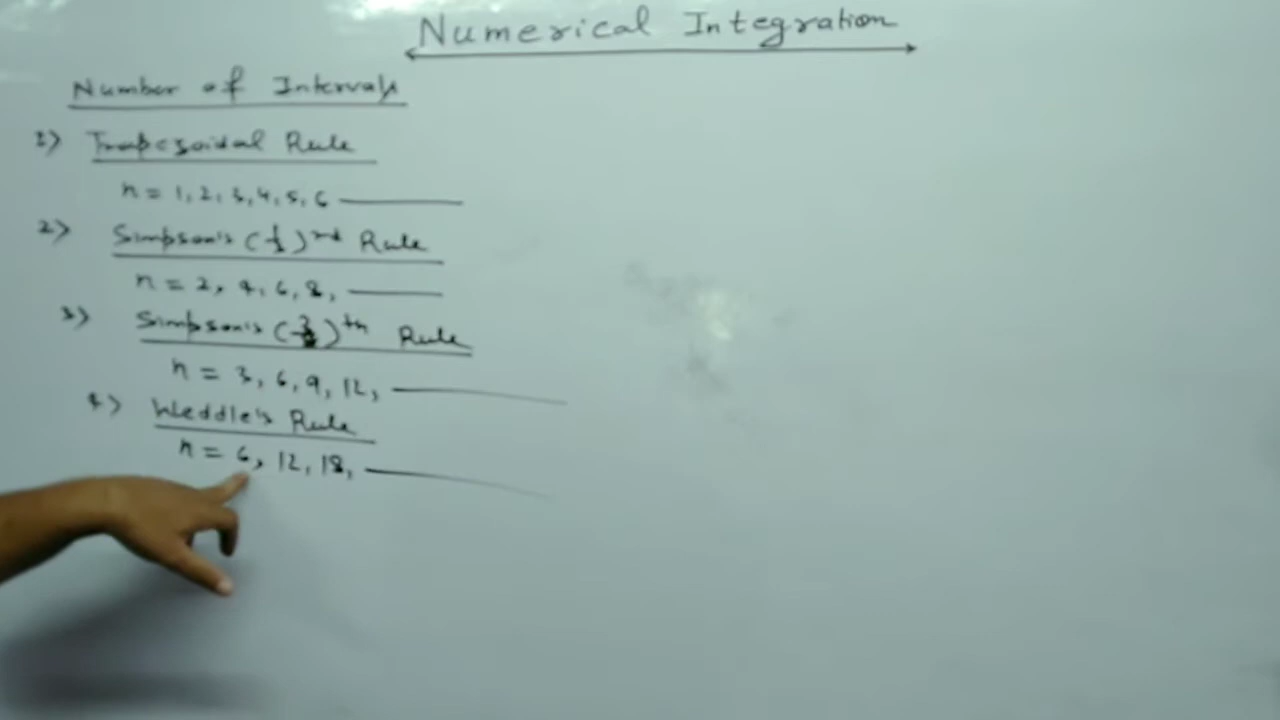 Numerical Integration
Number of Intervals
1) Trapezoidal Rule
n = 1, 2, 3, 4, 5, 6
2) Simpson's (1/3)rd Rule
n = 2, 4, 6, 8,
3) Simpson's (3/8)th Rule
n = 3, 6, 9, 12,
4) Weddle's Rule
n = 6, 12, 18,